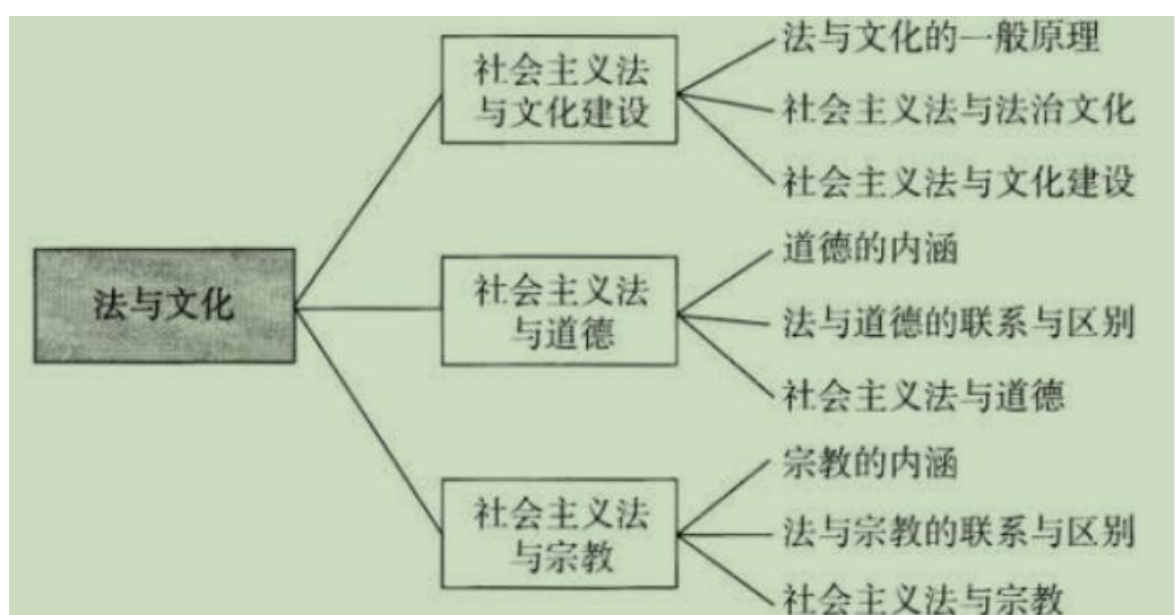 法与文化
社会主义法
与文化建设
法与文化的一般原理
社会主义法与法治文化
社会主义法与文化建设
社会主义法
与道德
道德的内涵
法与道德的联系与区别
社会主义法与道德
社会主义法
与宗教
宗教的内涵
法与宗教的联系与区别
社会主义法与宗教